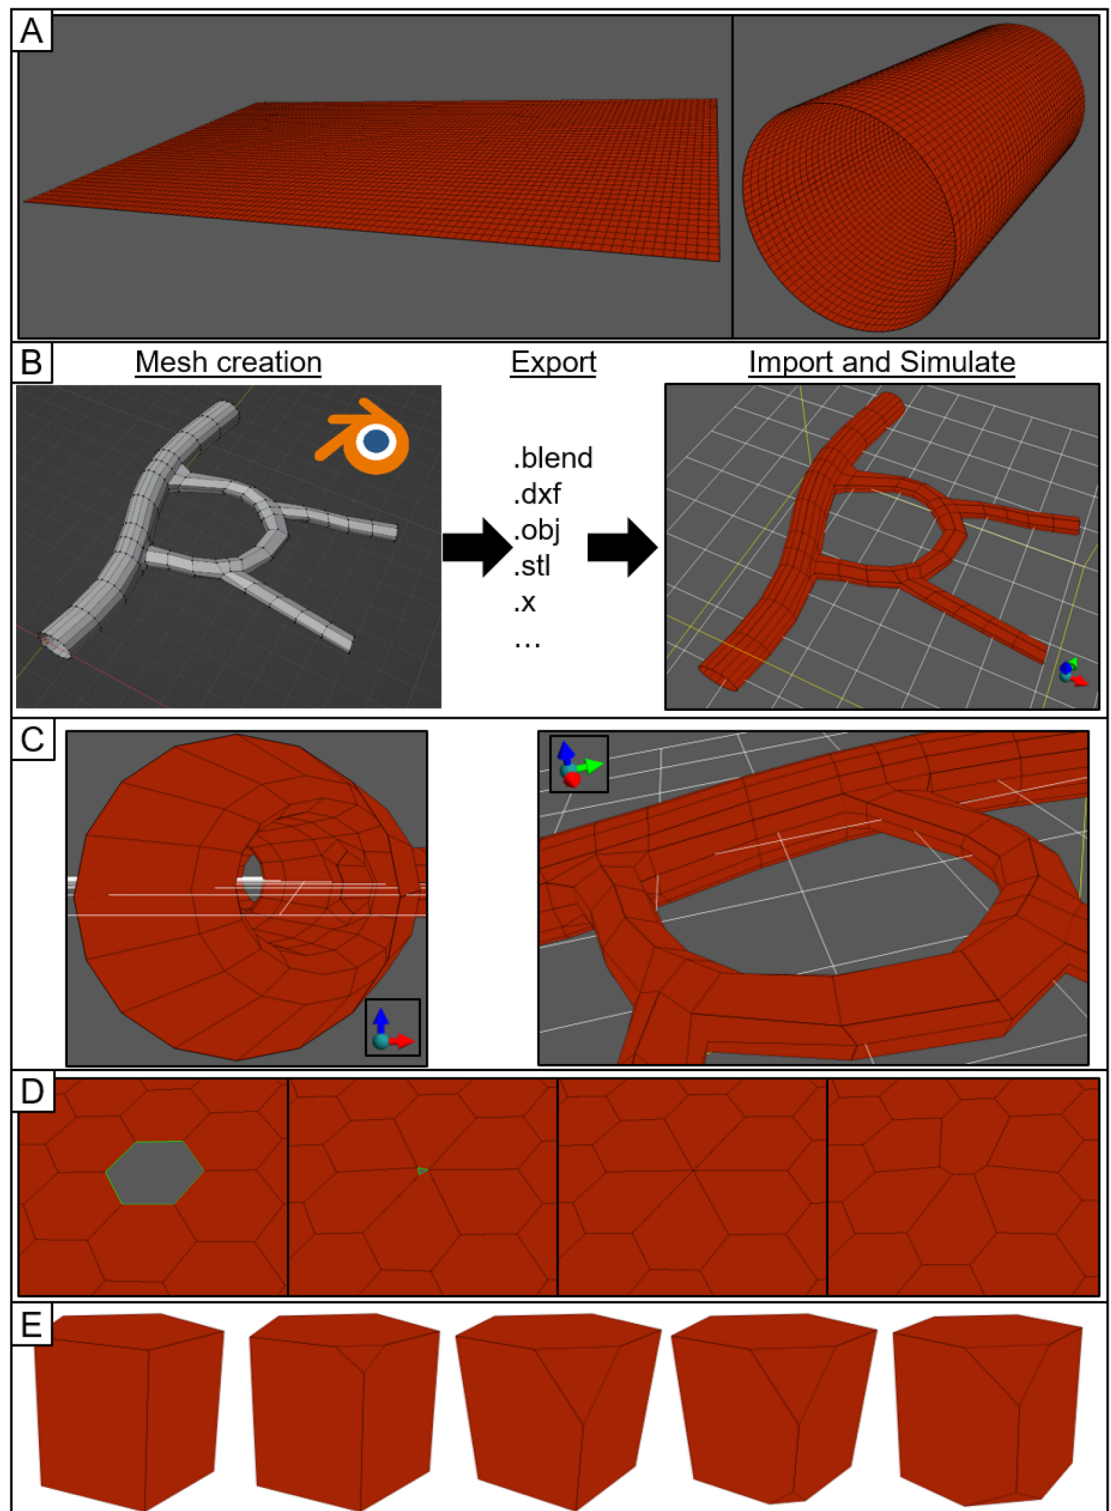 A
B
Mesh creation
Export
Import and Simulate
.blend
.dxf
.obj
.stl
.x
...
C
D
E